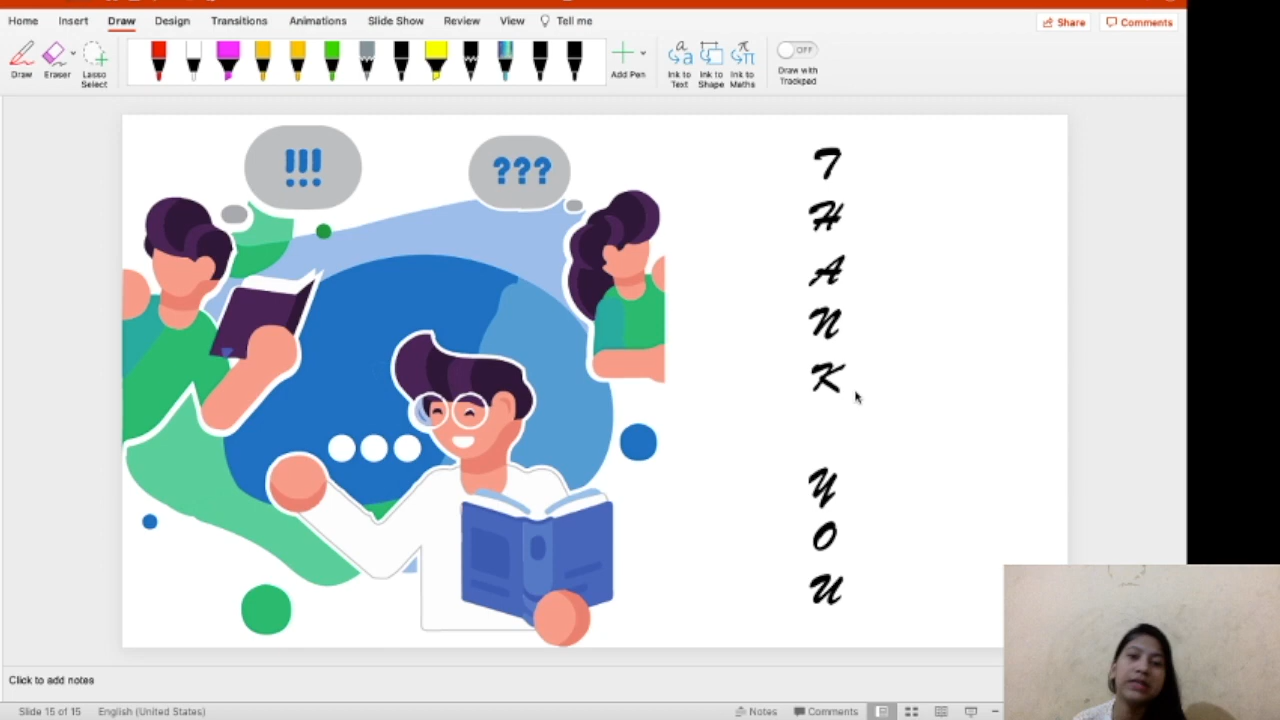 Home Insert Draw Design Transitions Animations Slide Show Review View Tell me Share Comments
Draw Eraser Lasso Select Add Pen Ink to Text Ink to Shape Ink to Maths OFF Draw with Trackpad
!!!
???
T
H
A
N
K
Y
O
U
Click to add notes
Slide 15 of 15 English (United States) Notes Comments